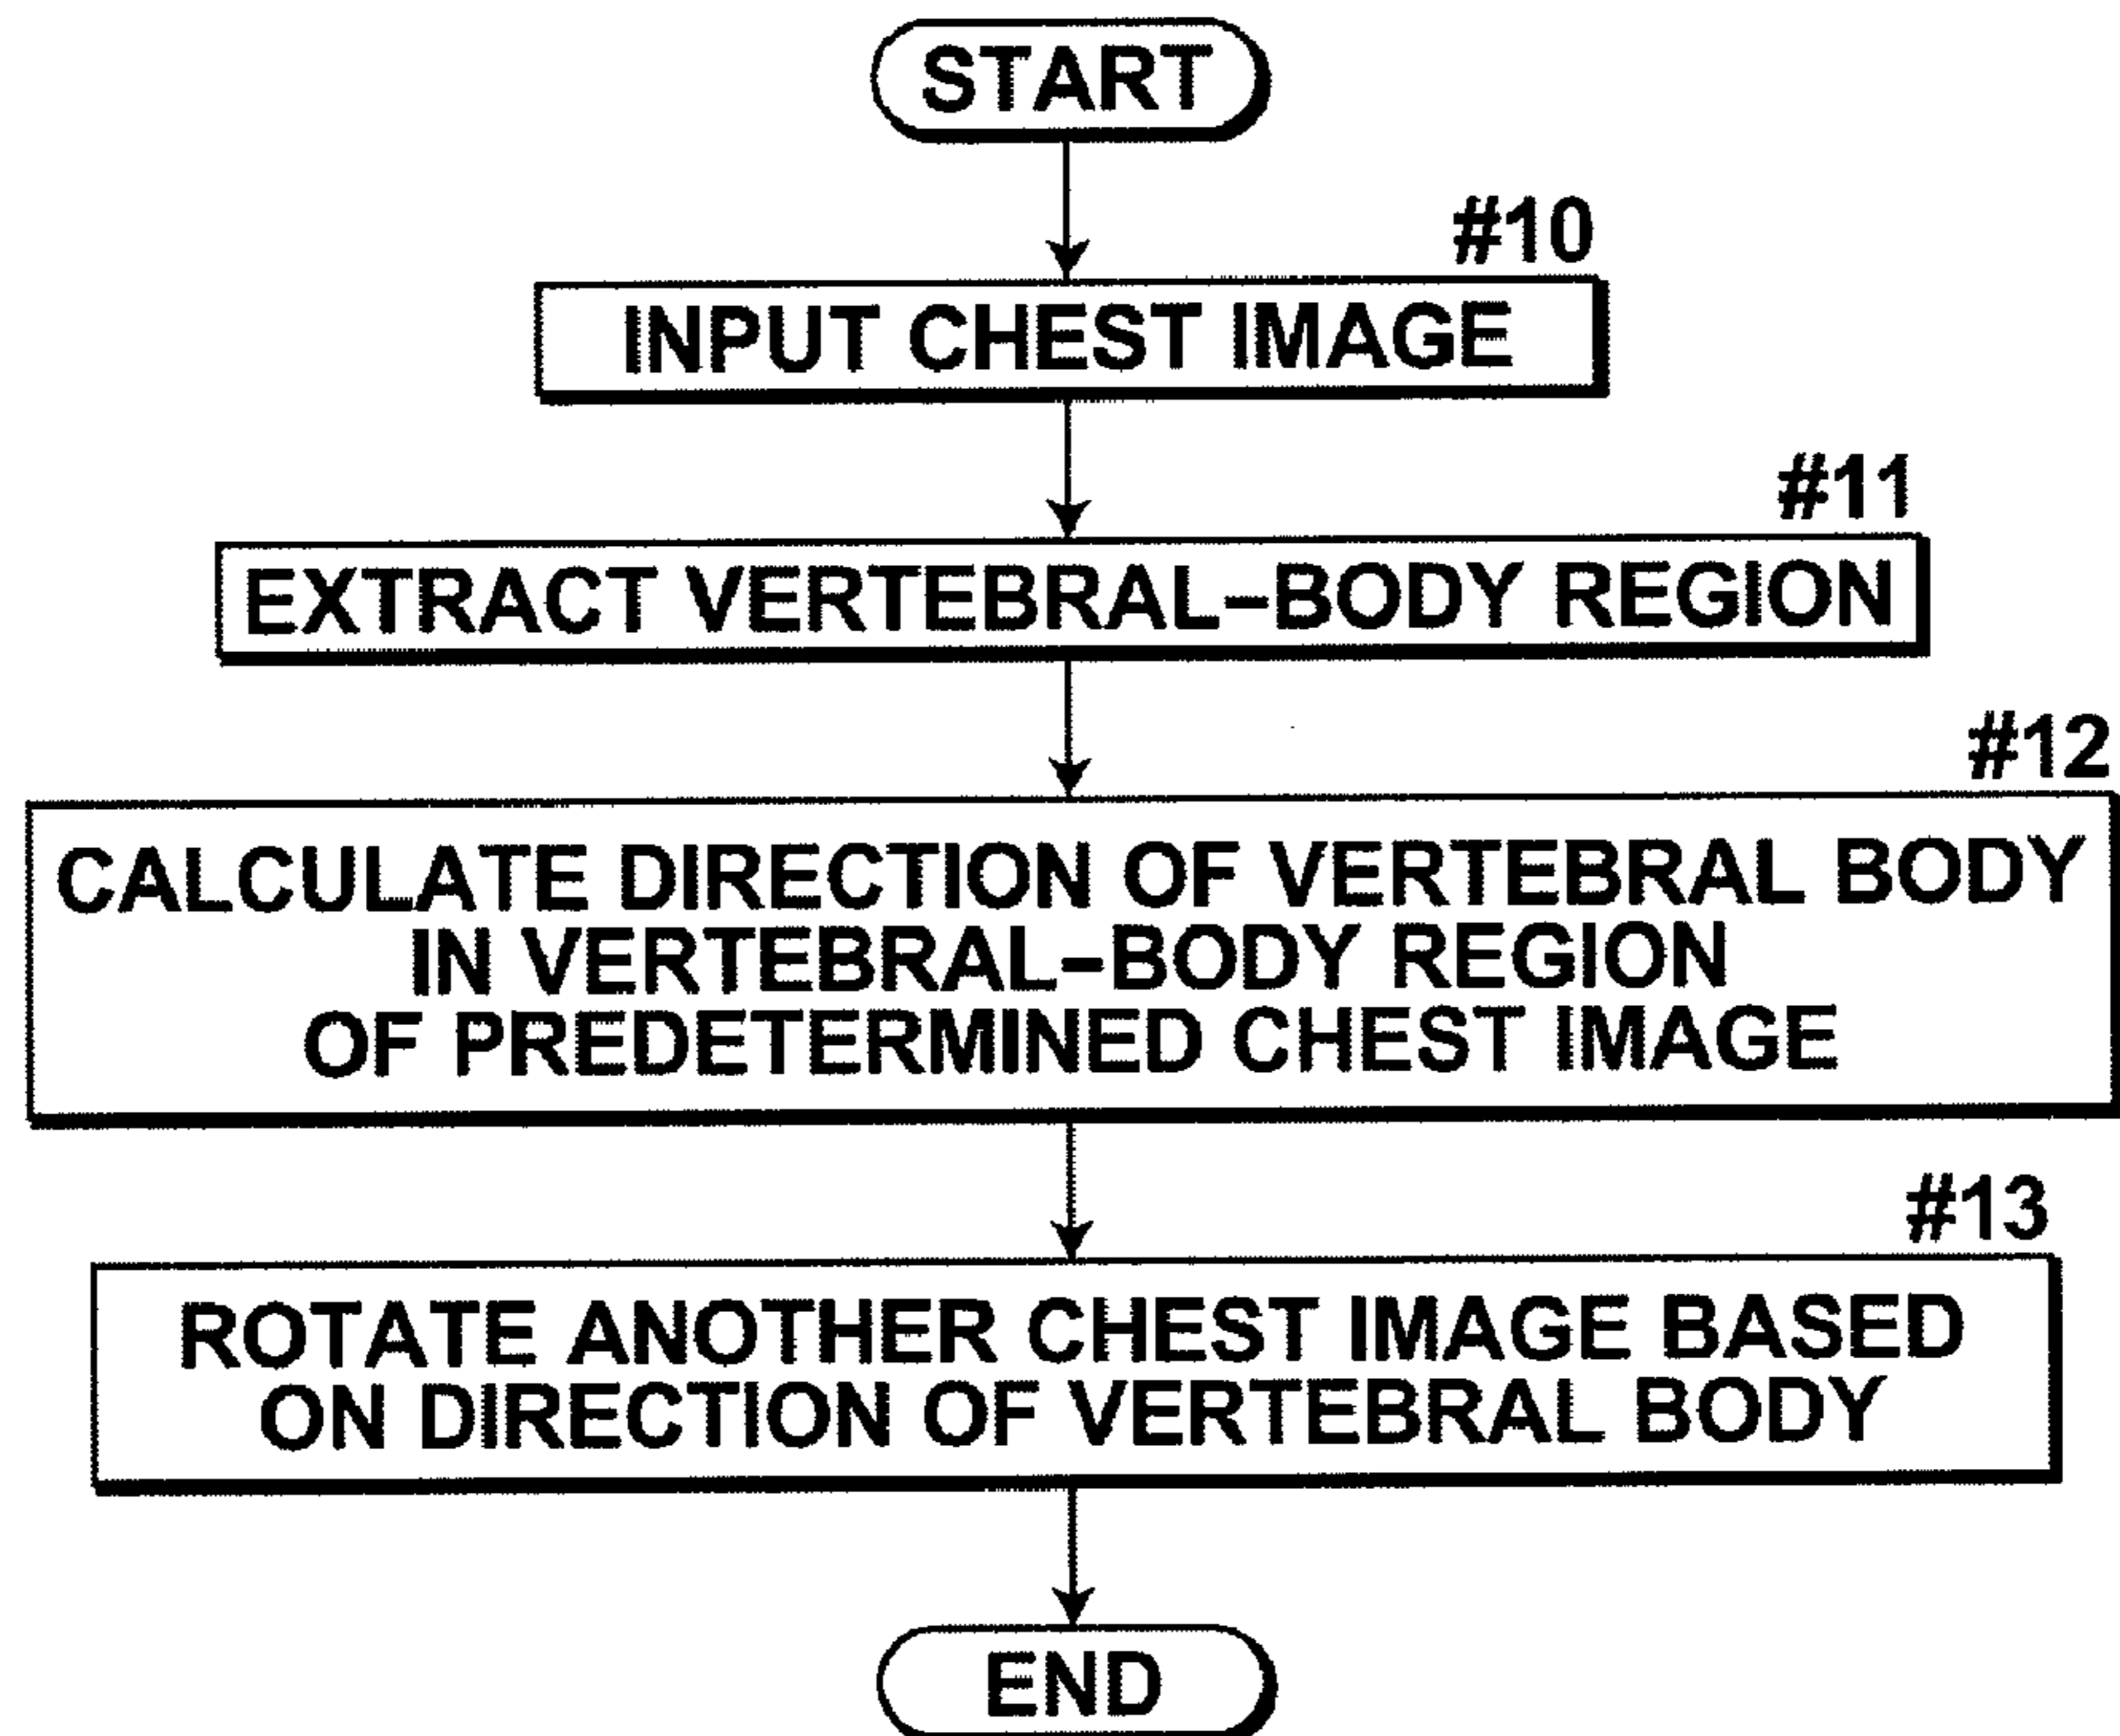 START
#10
INPUT CHEST IMAGE
#11
EXTRACT VERTEBRAL-BODY REGION
#12
CALCULATE DIRECTION OF VERTEBRAL BODY
IN VERTEBRAL-BODY REGION
OF PREDETERMINED CHEST IMAGE
#13
ROTATE ANOTHER CHEST IMAGE BASED
ON DIRECTION OF VERTEBRAL BODY
END